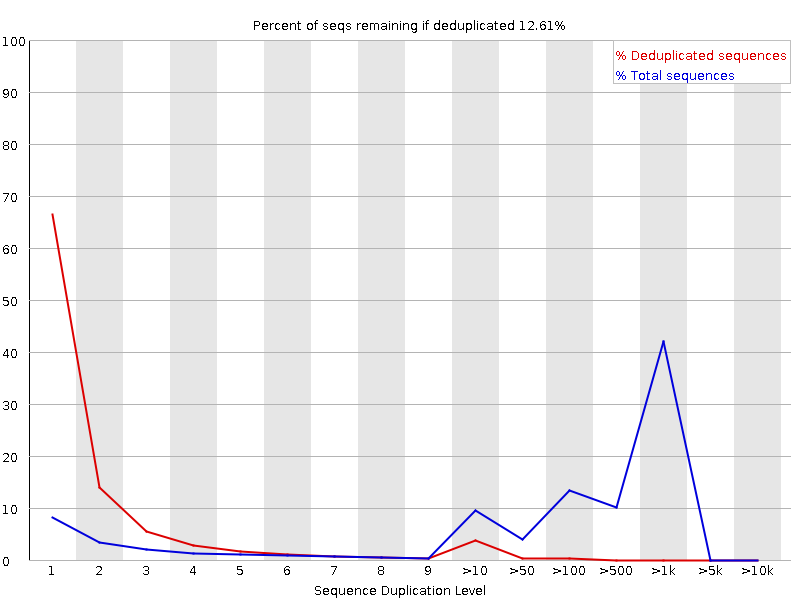 Percent of seqs remaining if deduplicated 12.61%
% Deduplicated sequences
% Total sequences
100
90
80
70
60
50
40
30
20
10
0
1 2 3 4 5 6 7 8 9 >10 >50 >100 >500 >1k >5k >10k
Sequence Duplication Level